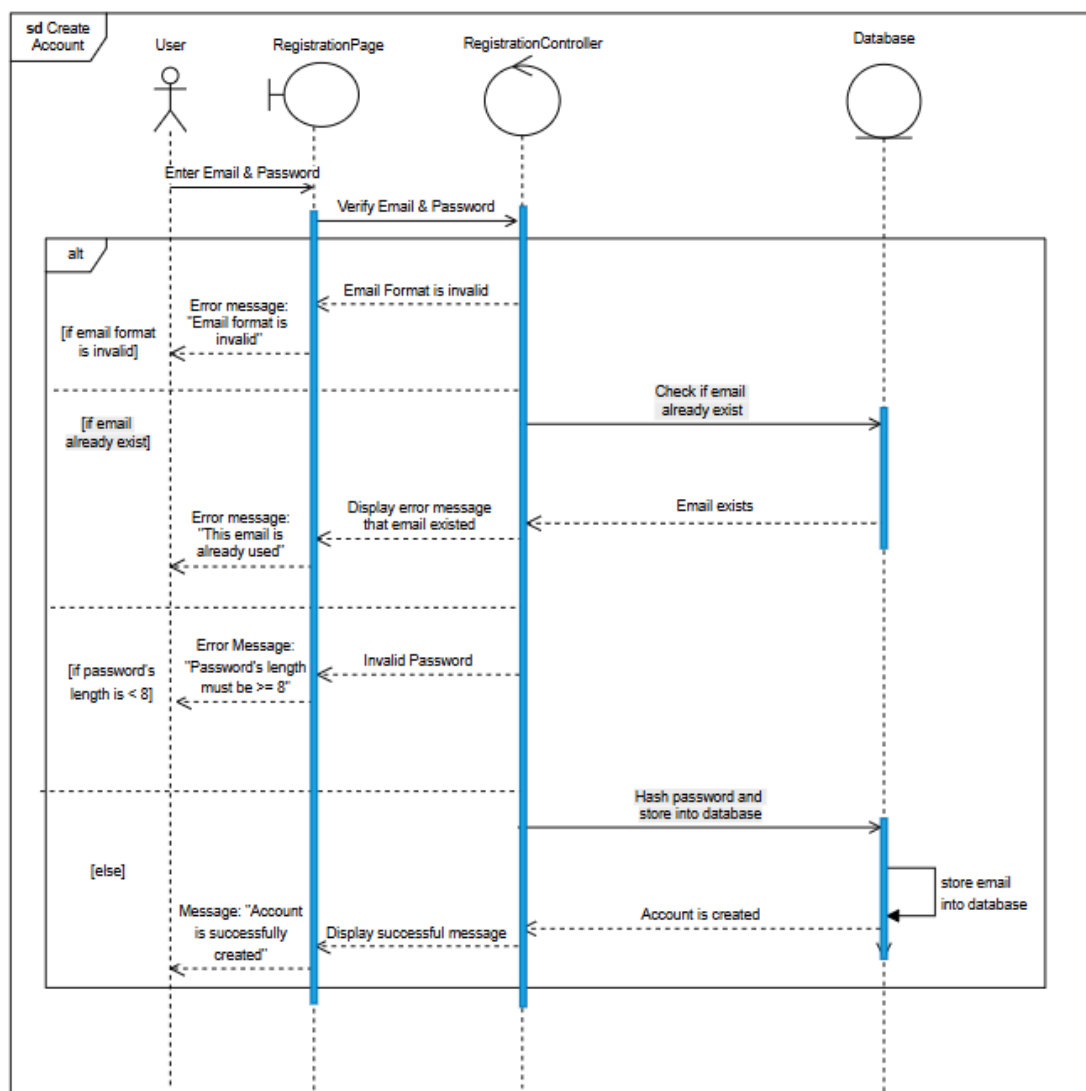 sd Create
Account
User
RegistrationPage
RegistrationController
Database
Enter Email & Password
Verify Email & Password
alt
Email Format is invalid
[if email format
is invalid]
Error message:
"Email format is
invalid"
Check if email
already exist
[if email
already exist]
Email exists
Display error message
that email existed
Error message:
"This email is
already used"
[if password's
length is < 8]
Error Message:
"Password's length
must be >= 8"
Invalid Password
Hash password and
store into database
[else]
store email
into database
Account is created
Display successful message
Message: "Account
is successfully
created"